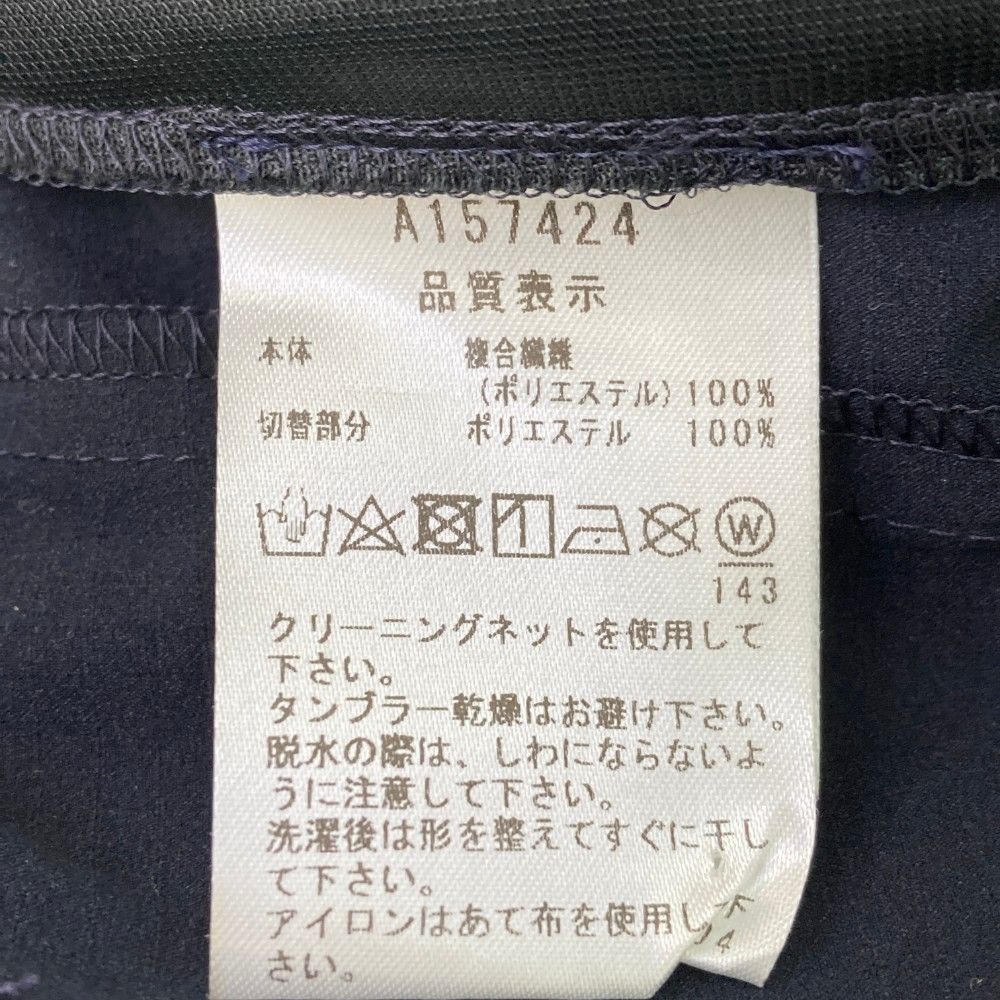 A157424
品質表示
本体 複合繊維
(ポリエステル) 100%
切替部分 ポリエステル 100%
W
143
クリーニングネットを使用して
下さい。
タンブラー乾燥はお避け下さい。
脱水の際は、しわにならないよ
うに注意して下さい。
洗濯後は形を整えてすぐに干し
て下さい。
アイロンはあて布を使用し
さい。